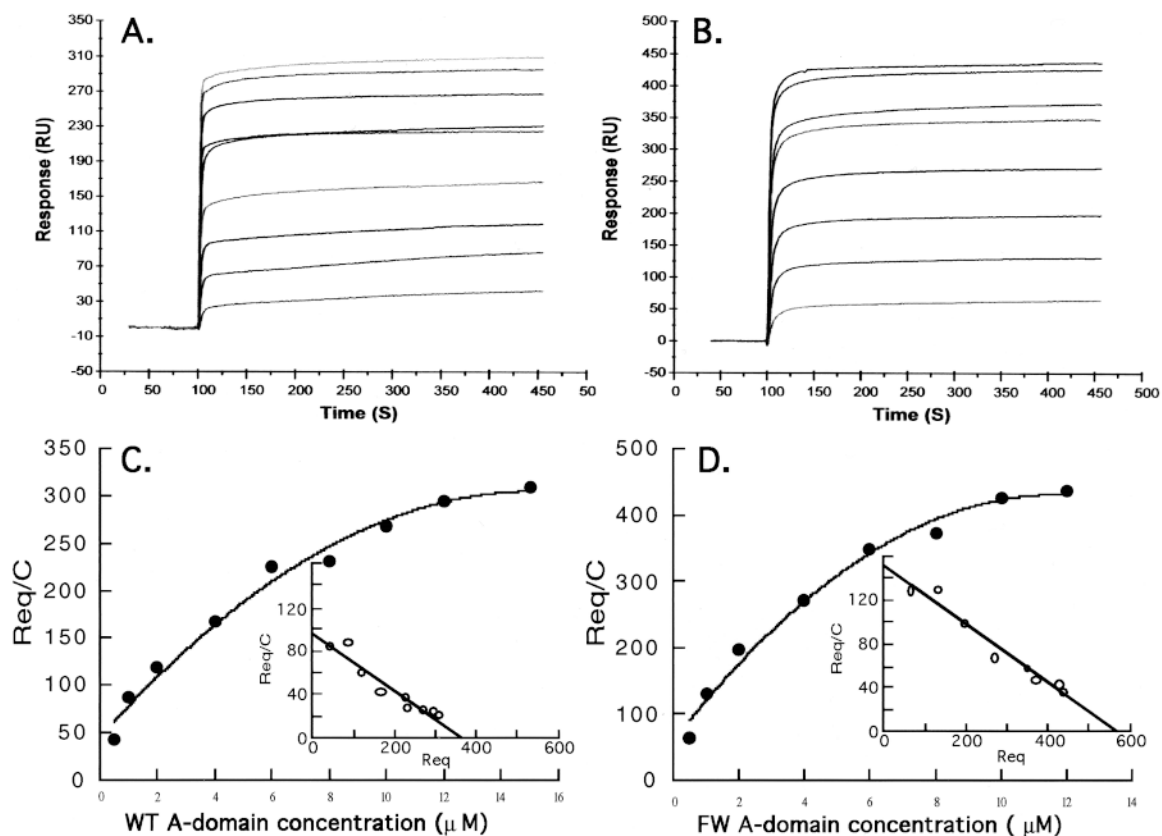 A.
350
310
270
230
190
150
110
70
30
-10
-50
Response (RU)
0 50 100 150 200 250 300 350 400 450 50
Time (S)
B.
500
450
400
350
300
250
200
150
100
50
0
-50
Response (RU)
0 50 100 150 200 250 300 350 400 450 500
Time (S)
C.
350
300
250
200
150
100
50
0
Req/C
0 2 4 6 8 10 12 14 16
WT A-domain concentration (μM)
120
80
40
0
Req/C
0 200 400 600
Req
D.
500
400
300
200
100
0
Req/C
0 2 4 6 8 10 12 14
FW A-domain concentration (μM)
120
80
40
0
Req/C
0 200 400 600
Req